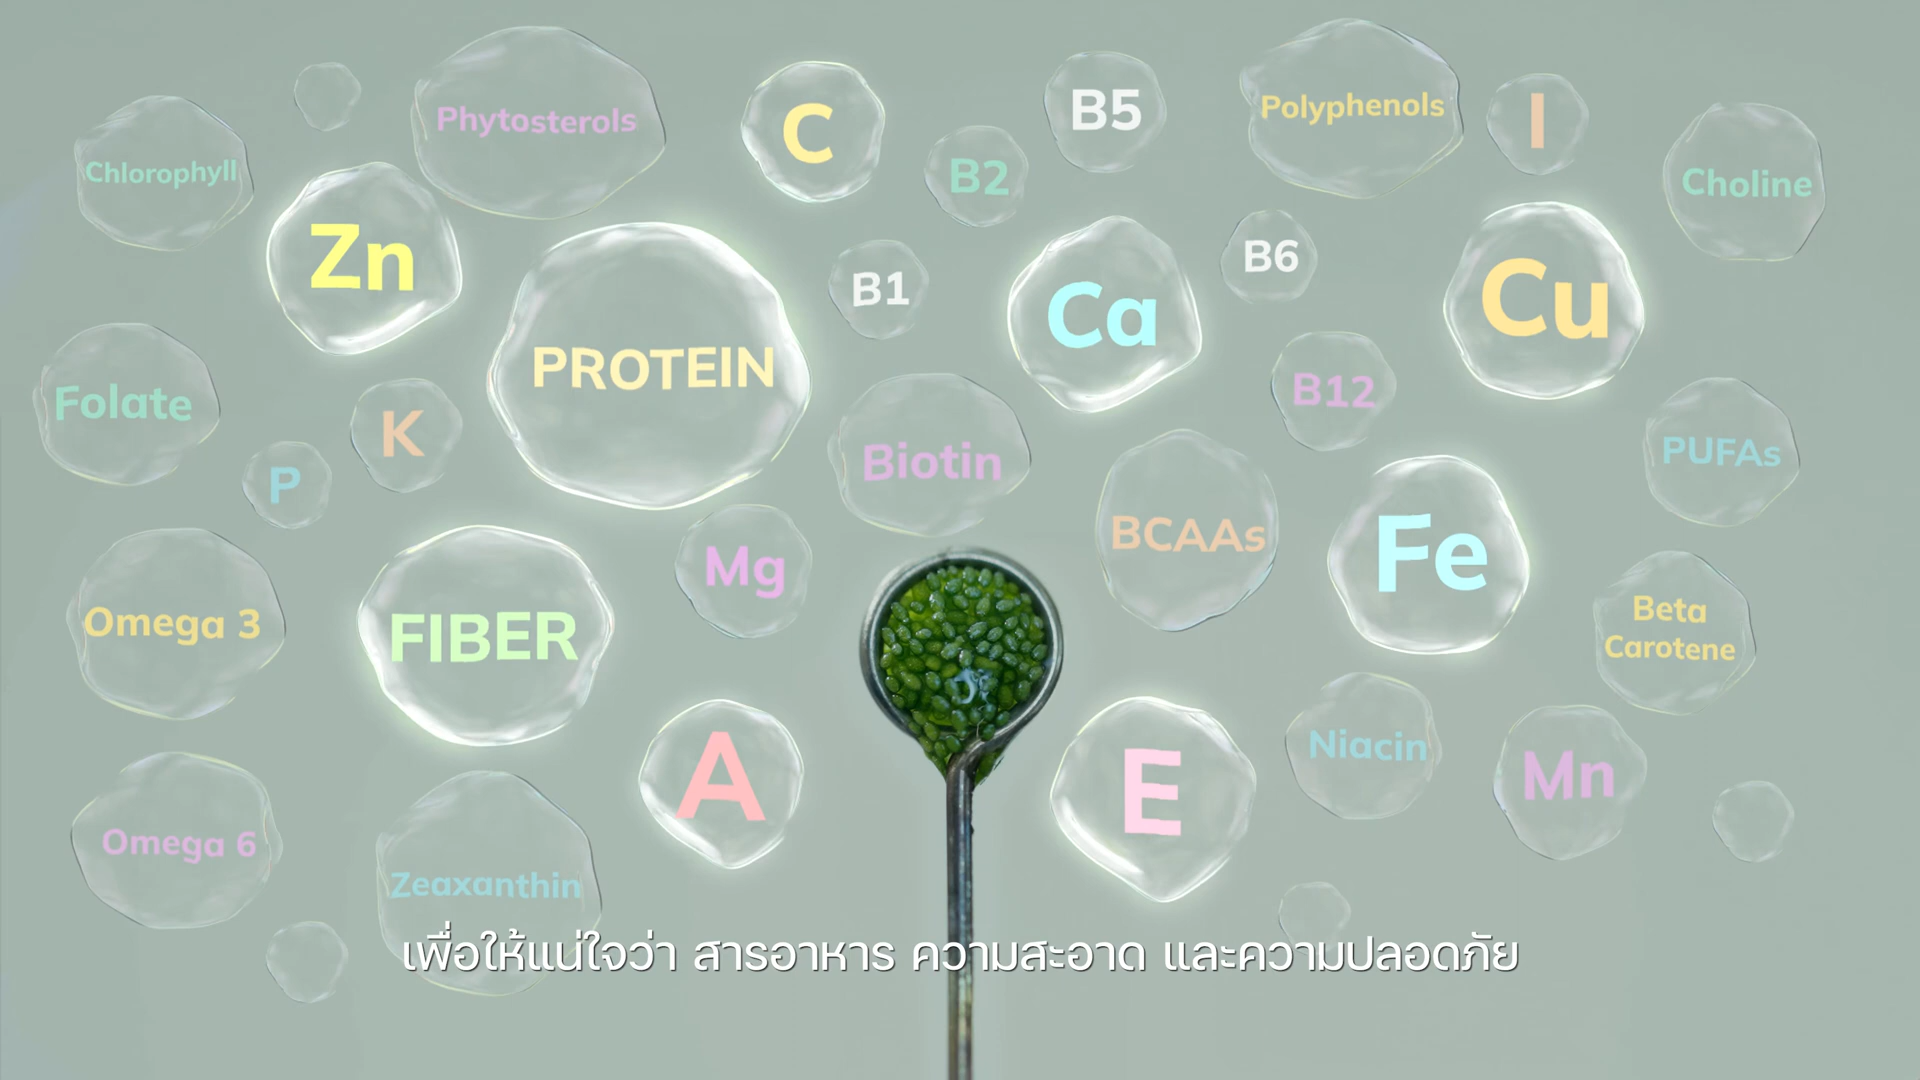 Phytosterols
C
B5
Polyphenols
I
Chlorophyll
B2
Choline
Zn
B1
Ca
B6
Cu
PROTEIN
Folate
K
P
Biotin
B12
PUFAs
Mg
BCAAs
Fe
Omega 3
FIBER
Beta
Carotene
A
E
Niacin
Mn
Omega 6
Zeaxanthin
เพื่อให้แน่ใจว่า สารอาหาร ความสะอาด และความปลอดภัย